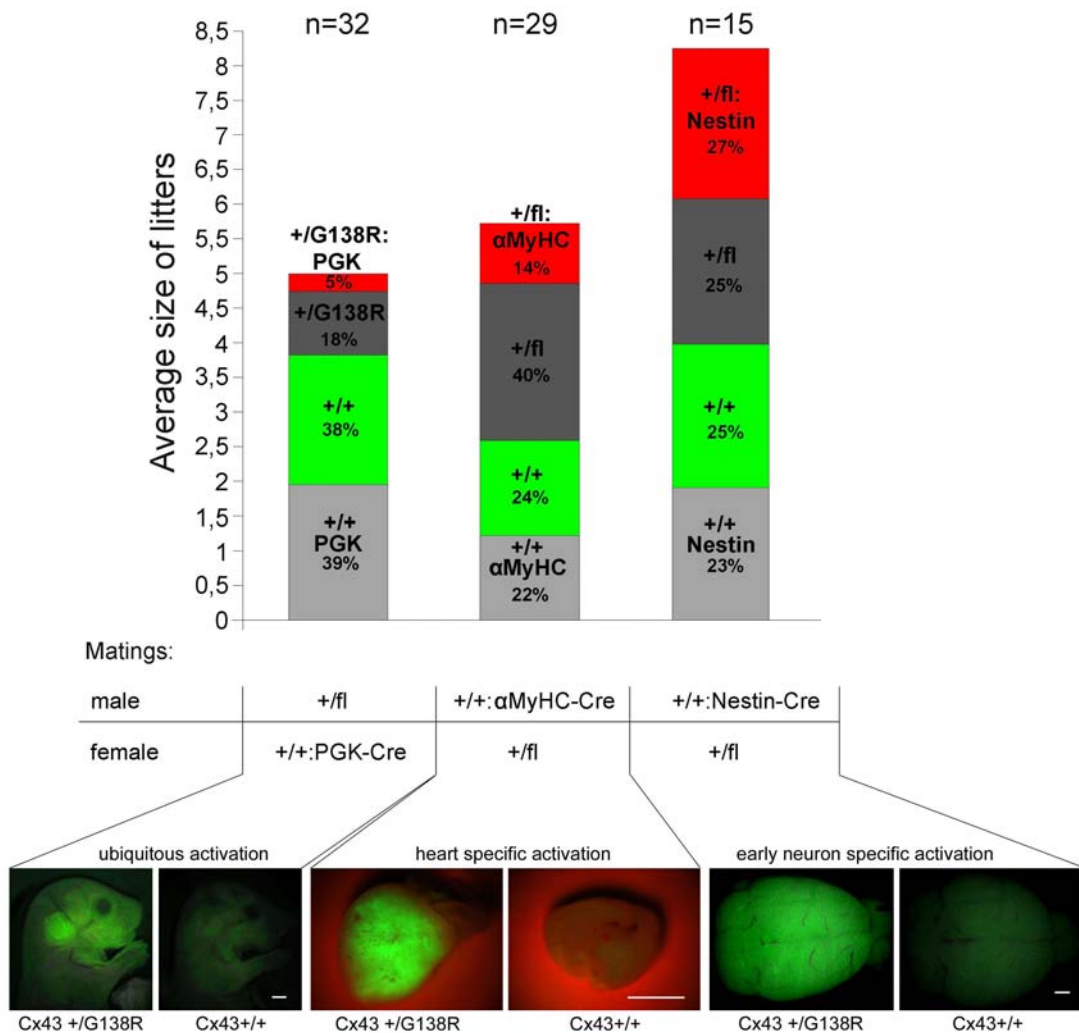 n=32 n=29 n=15
8,5
8
7,5
7
6,5
6
5,5
5
4,5
4
3,5
3
2,5
2
1,5
1
0,5
0
Average size of litters
+/G138R:
PGK
5%
+/G138R
18%
+/+
38%
+/+
PGK
39%
+/fl:
αMyHC
14%
+/fl
40%
+/+
24%
+/+
αMyHC
22%
+/fl:
Nestin
27%
+/fl
25%
+/+
25%
+/+
Nestin
23%
Matings:
male +/fl +/+:αMyHC-Cre +/+:Nestin-Cre
female +/+:PGK-Cre +/fl +/fl
ubiquitous activation heart specific activation early neuron specific activation
Cx43 +/G138R Cx43+/+ Cx43 +/G138R Cx43+/+ Cx43 +/G138R Cx43+/+